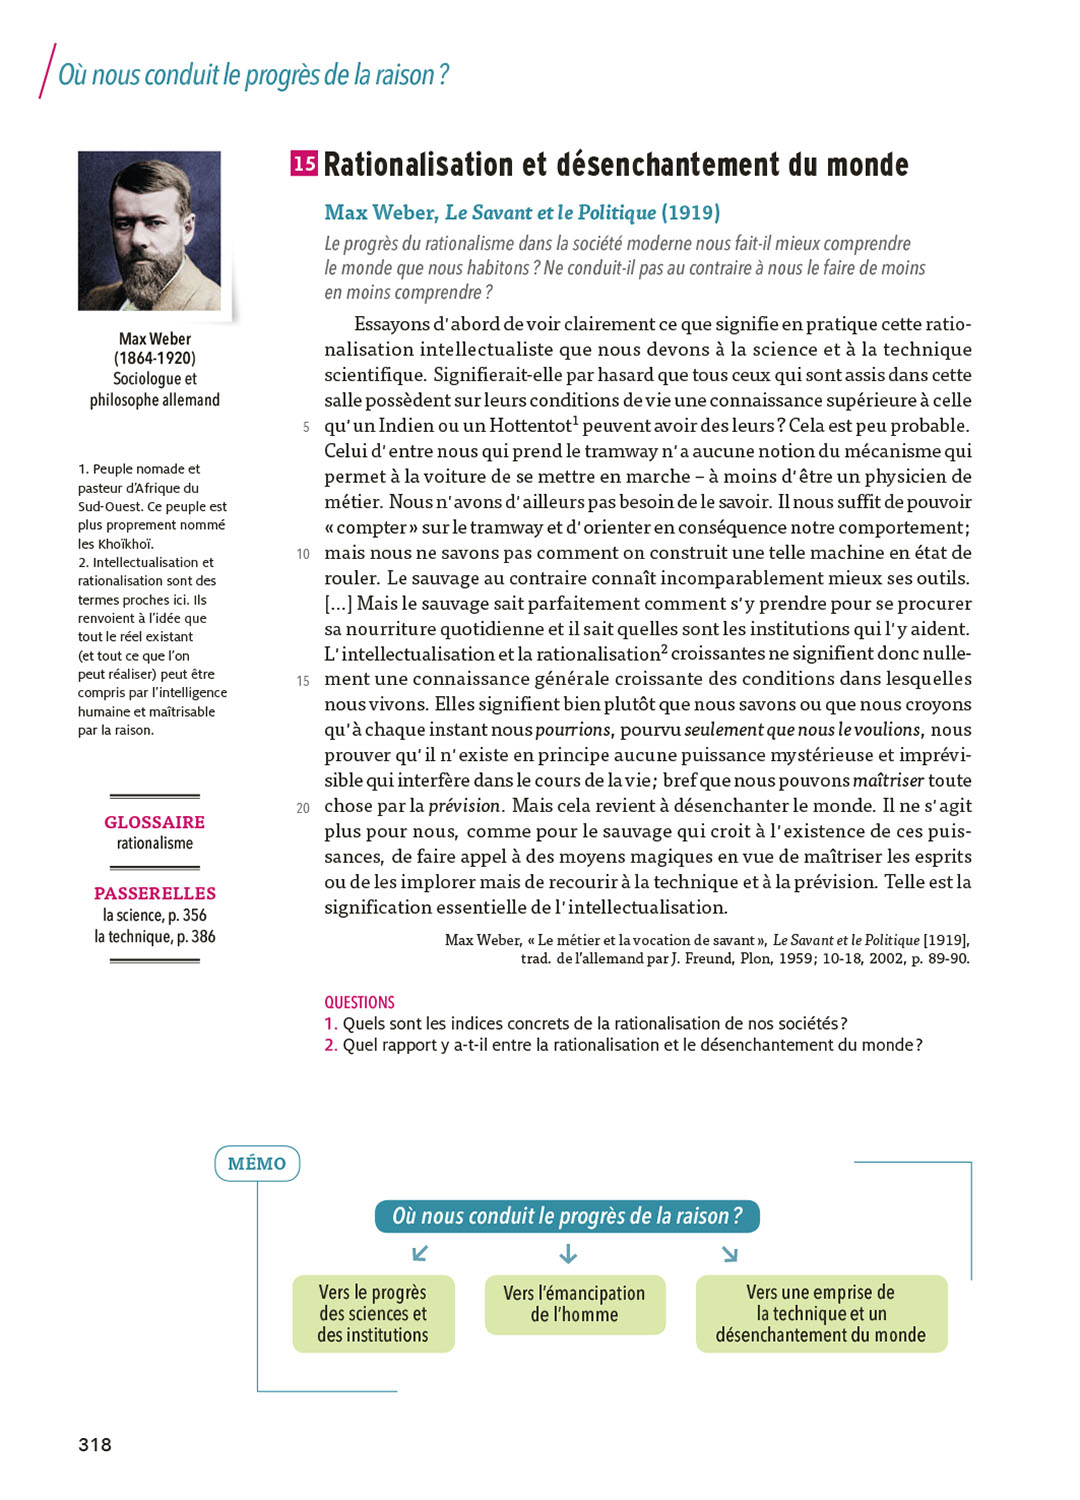 Où nous conduit le progrès de la raison ?
Max Weber
(1864-1920)
Sociologue et
philosophe allemand
1. Peuple nomade et
pasteur d'Afrique du
Sud-Ouest. Ce peuple est
plus proprement nommé
les Khoïkhoï.
2. Intellectualisation et
rationalisation sont des
termes proches ici. Ils
renvoient à l'idée que
tout le réel existant
(et tout ce que l'on
peut réaliser) peut être
compris par l'intelligence
humaine et maîtrisable
par la raison.
GLOSSAIRE
rationalisme
PASSERELLES
la science, p. 356
la technique, p. 386
15 Rationalisation et désenchantement du monde
Max Weber, Le Savant et le Politique (1919)
Le progrès du rationalisme dans la société moderne nous fait-il mieux comprendre
le monde que nous habitons ? Ne conduit-il pas au contraire à nous le faire de moins
en moins comprendre ?
Essayons d'abord de voir clairement ce que signifie en pratique cette ratio-
nalisation intellectualiste que nous devons à la science et à la technique
scientifique. Signifierait-elle par hasard que tous ceux qui sont assis dans cette
salle possèdent sur leurs conditions de vie une connaissance supérieure à celle
5 qu'un Indien ou un Hottentot1 peuvent avoir des leurs ? Cela est peu probable.
Celui d'entre nous qui prend le tramway n'a aucune notion du mécanisme qui
permet à la voiture de se mettre en marche – à moins d'être un physicien de
métier. Nous n'avons d'ailleurs pas besoin de le savoir. Il nous suffit de pouvoir
« compter » sur le tramway et d'orienter en conséquence notre comportement ;
10 mais nous ne savons pas comment on construit une telle machine en état de
rouler. Le sauvage au contraire connaît incomparablement mieux ses outils.
[...] Mais le sauvage sait parfaitement comment s'y prendre pour se procurer
sa nourriture quotidienne et il sait quelles sont les institutions qui l'y aident.
L'intellectualisation et la rationalisation2 croissantes ne signifient donc nulle-
15 ment une connaissance générale croissante des conditions dans lesquelles
nous vivons. Elles signifient bien plutôt que nous savons ou que nous croyons
qu'à chaque instant nous pourrions, pourvu seulement que nous le voulions, nous
prouver qu'il n'existe en principe aucune puissance mystérieuse et imprévi-
sible qui interfère dans le cours de la vie ; bref que nous pouvons maîtriser toute
20 chose par la prévision. Mais cela revient à désenchanter le monde. Il ne s'agit
plus pour nous, comme pour le sauvage qui croit à l'existence de ces puis-
sances, de faire appel à des moyens magiques en vue de maîtriser les esprits
ou de les implorer mais de recourir à la technique et à la prévision. Telle est la
signification essentielle de l'intellectualisation.
Max Weber, « Le métier et la vocation de savant », Le Savant et le Politique [1919],
trad. de l'allemand par J. Freund, Plon, 1959 ; 10-18, 2002, p. 89-90.
QUESTIONS
1. Quels sont les indices concrets de la rationalisation de nos sociétés ?
2. Quel rapport y a-t-il entre la rationalisation et le désenchantement du monde ?
MÉMO
Où nous conduit le progrès de la raison ?
Vers le progrès
des sciences et
des institutions
Vers l'émancipation
de l'homme
Vers une emprise de
la technique et un
désenchantement du monde
318